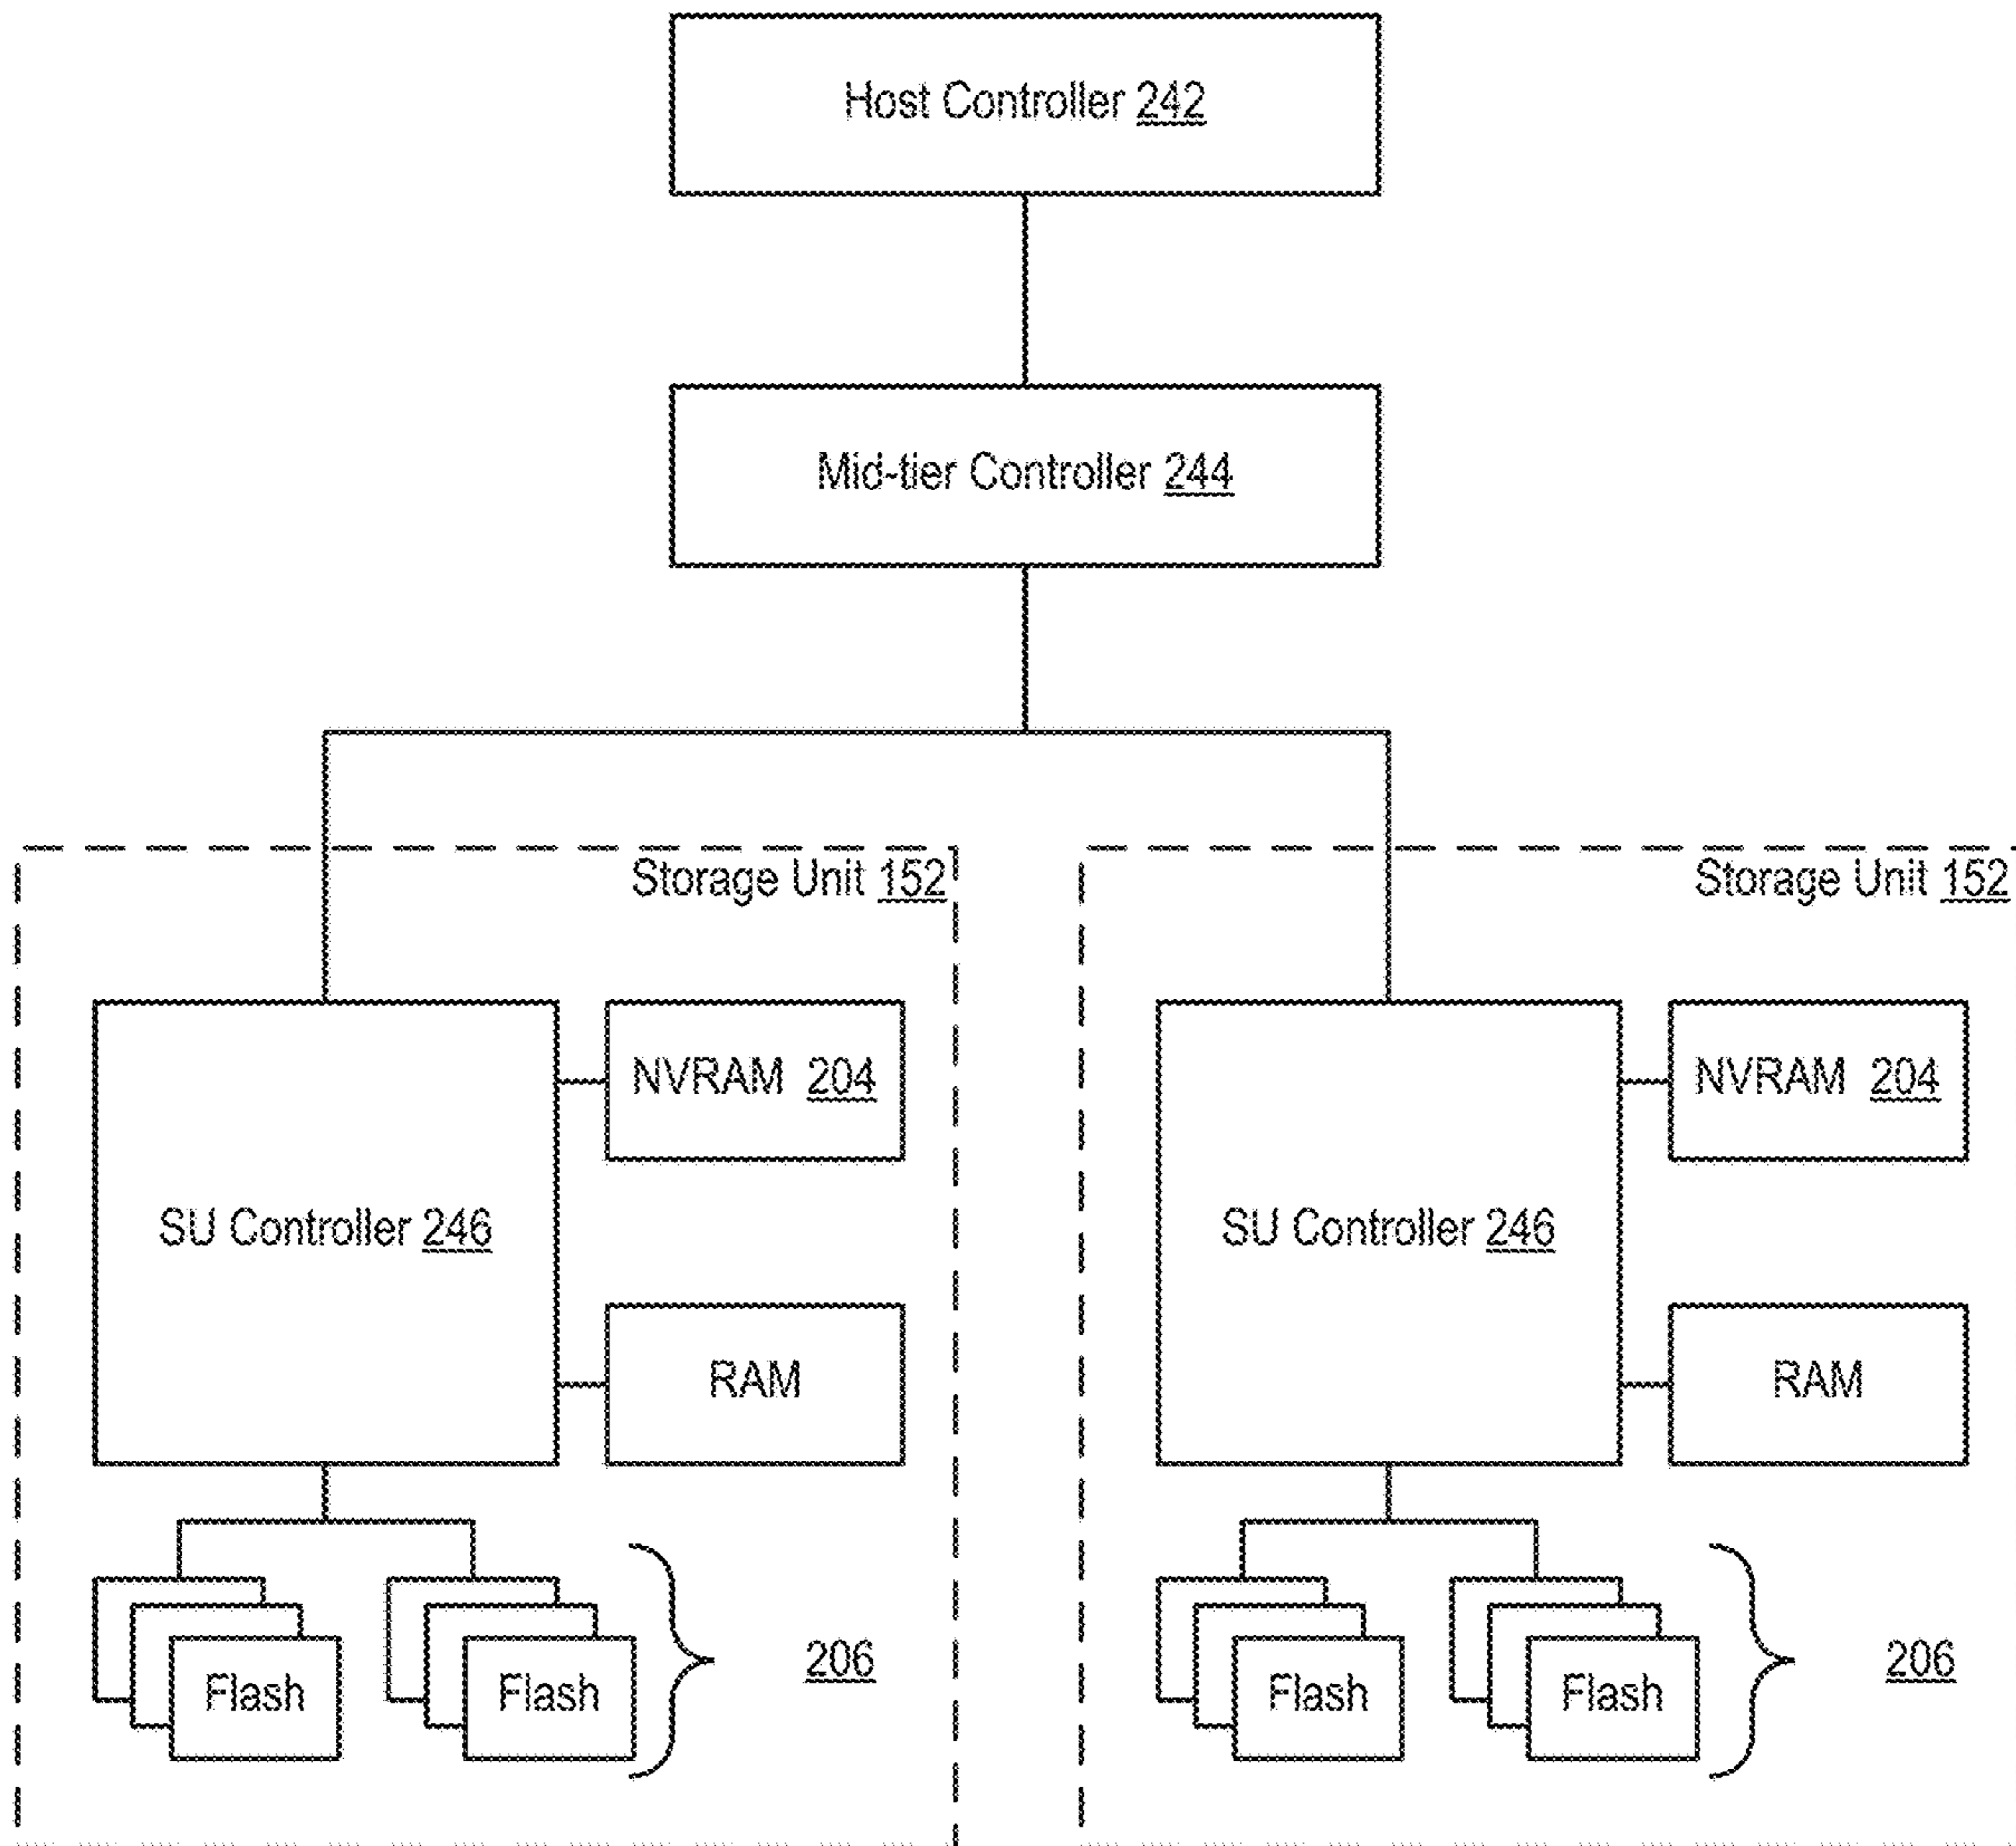 Host Controller 242
Mid-tier Controller 244
Storage Unit 152
NVRAM 204
SU Controller 246
RAM
Flash
Flash
206
Storage Unit 152
NVRAM 204
SU Controller 246
RAM
Flash
Flash
206